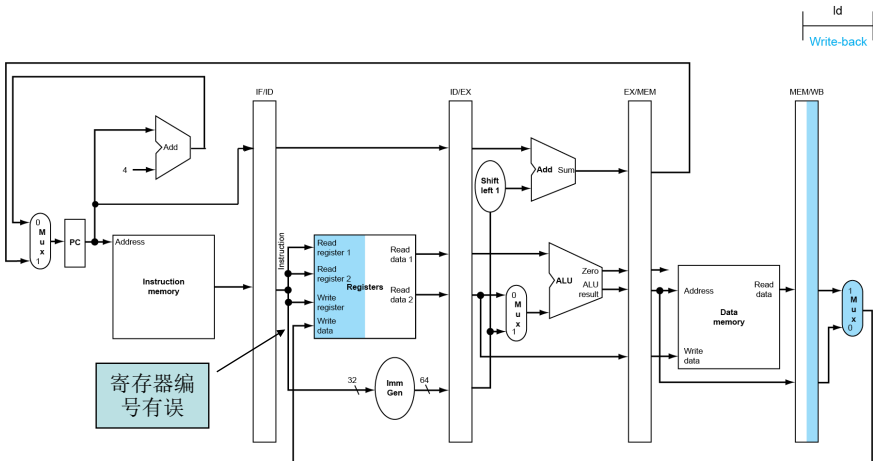 ld
Write-back
IF/ID
ID/EX
EX/MEM
MEM/WB
Add
4
Add Sum
Shift
left 1
0
M
u
x
1
PC
Address
Instruction
memory
Instruction
Read
register 1
Read
register 2
Write
register
Write
data
Registers
Read
data 1
Read
data 2
0
M
u
x
1
Zero
ALU
ALU
result
Address
Read
data
Data
memory
Write
data
1
M
u
x
0
寄存器编
号有误
32
Imm
Gen
64